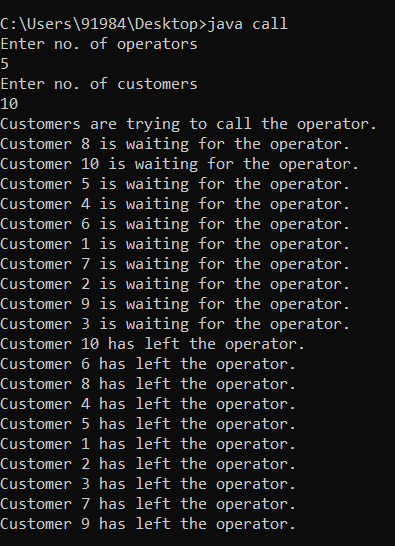 C:\Users\91984\Desktop>java call
Enter no. of operators
5
Enter no. of customers
10
Customers are trying to call the operator.
Customer 8 is waiting for the operator.
Customer 10 is waiting for the operator.
Customer 5 is waiting for the operator.
Customer 4 is waiting for the operator.
Customer 6 is waiting for the operator.
Customer 1 is waiting for the operator.
Customer 7 is waiting for the operator.
Customer 2 is waiting for the operator.
Customer 9 is waiting for the operator.
Customer 3 is waiting for the operator.
Customer 10 has left the operator.
Customer 6 has left the operator.
Customer 8 has left the operator.
Customer 4 has left the operator.
Customer 5 has left the operator.
Customer 1 has left the operator.
Customer 2 has left the operator.
Customer 3 has left the operator.
Customer 7 has left the operator.
Customer 9 has left the operator.